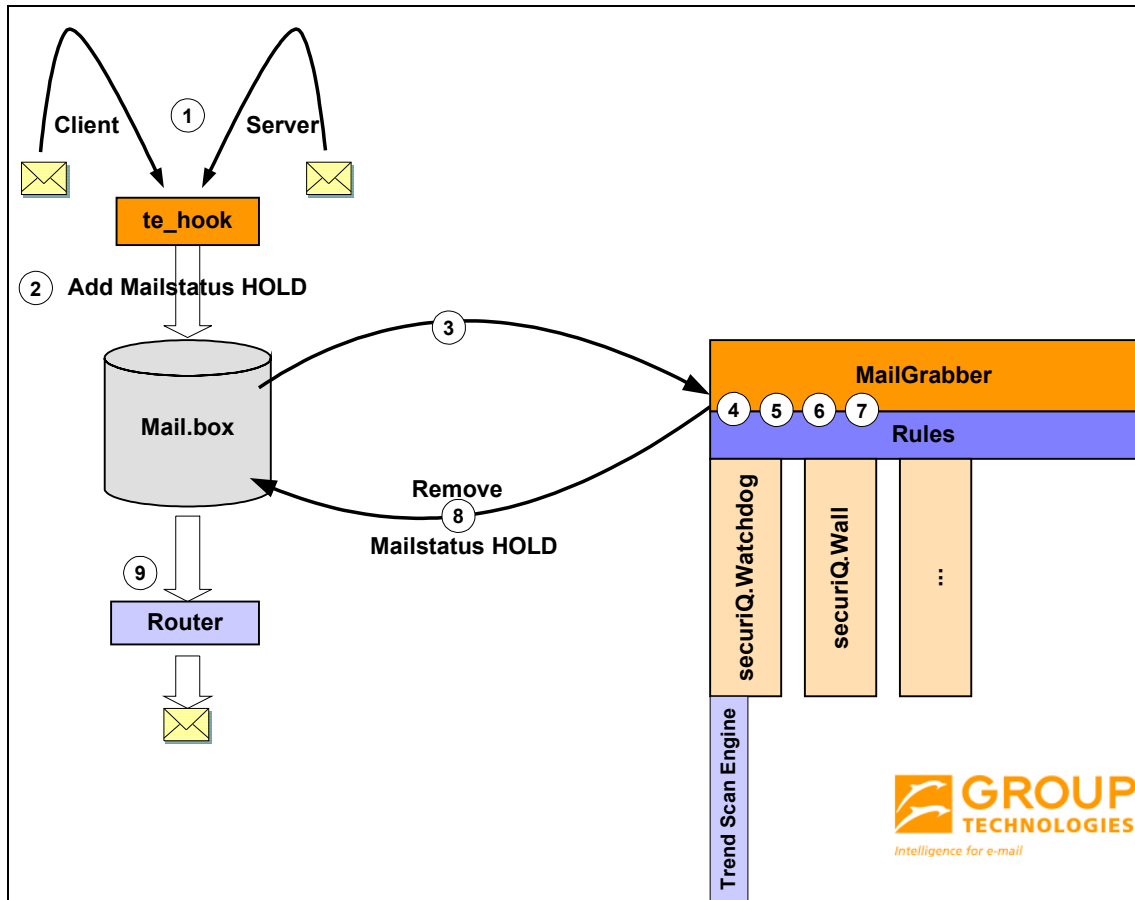 Client
1
Server
te_hook
2
Add Mailstatus HOLD
3
MailGrabber
4 5 6 7
Rules
Mail.box
Remove
8
Mailstatus HOLD
securiQ.Watchdog
securiQ.Wall
...
9
Router
Trend Scan Engine
GROUP
TECHNOLOGIES
Intelligence for e-mail